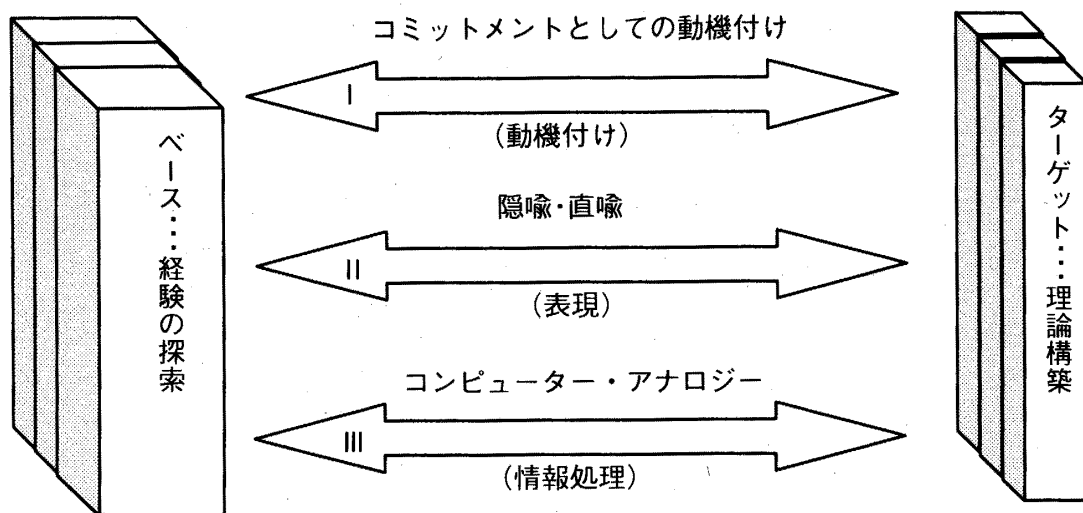 ベース…経験の探索
コミットメントとしての動機付け
I
(動機付け)
隠喩・直喩
II
(表現)
コンピューター・アナロジー
III
(情報処理)
ターゲット…理論構築